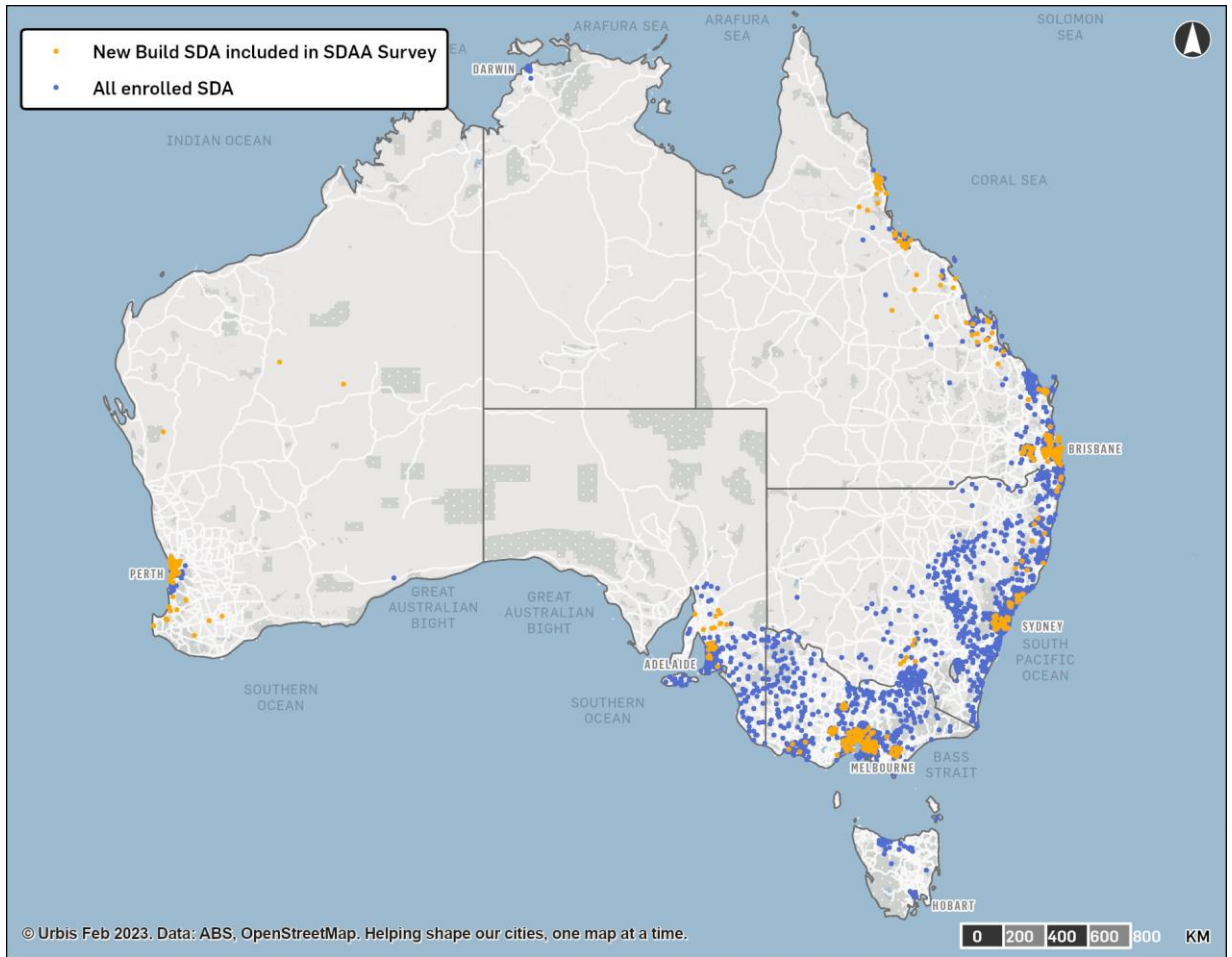 New Build SDA included in SDAA Survey
All enrolled SDA
EA
ARAFURA SEA
ARAFURA
SEA
SOLOMON
SEA
DARWIN
INDIAN OCEAN
CORAL SEA
BRISBANE
PERTH
GREAT
AUSTRALIAN
BIGHT
GREAT
AUSTRALIAN
BIGHT
SYDNEY
SOUTH
PACIFIC
OCEAN
ADELAIDE
SOUTHERN
OCEAN
SOUTHERN
OCEAN
MELBOURNE
BASS
STRAIT
HOBART
© Urbis Feb 2023. Data: ABS, OpenStreetMap. Helping shape our cities, one map at a time.
0 200 400 600 800 KM